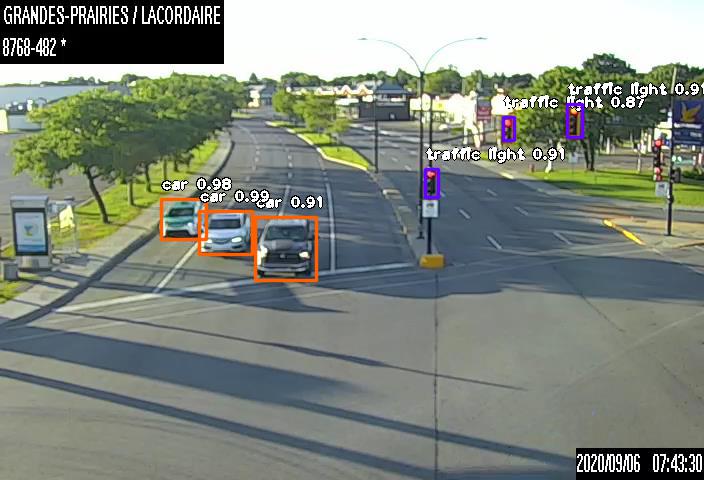 GRANDES-PRAIRIES / LACORDAIRE
8768-482 *
traffic light 0.91
traffic light 0.87
traffic light 0.91
car 0.98
car 0.99
car 0.91
2020/09/06 07:43:30